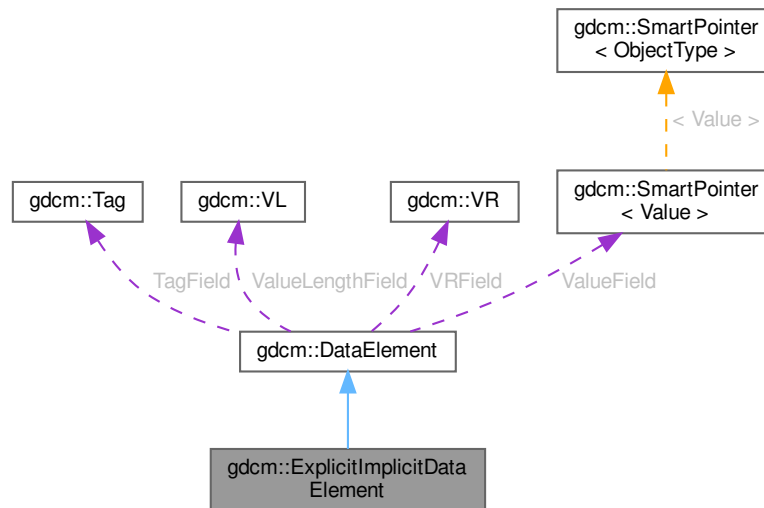 gdcm::SmartPointer
< ObjectType >
< Value >
gdcm::Tag
gdcm::VL
gdcm::VR
gdcm::SmartPointer
< Value >
TagField
ValueLengthField
VRField
ValueField
gdcm::DataElement
gdcm::ExplicitImplicitData
Element